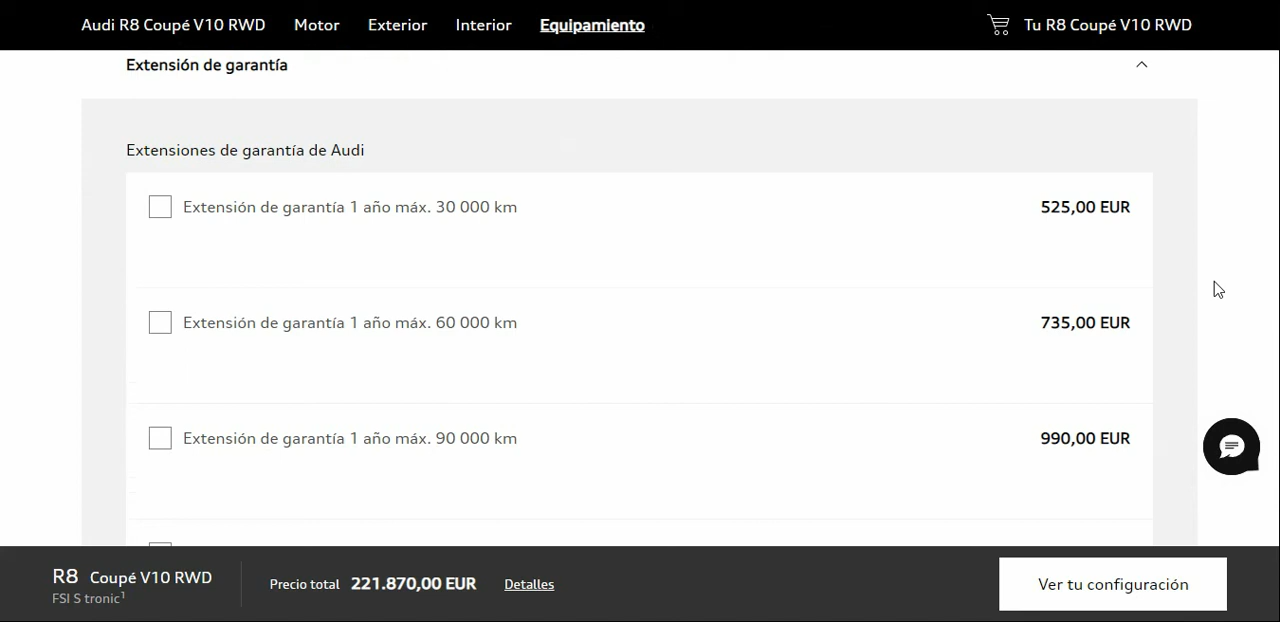 Audi R8 Coupé V10 RWD Motor Exterior Interior Equipamiento Tu R8 Coupé V10 RWD
Extensión de garantía
Extensiones de garantía de Audi
Extensión de garantía 1 año máx. 30 000 km 525,00 EUR
Extensión de garantía 1 año máx. 60 000 km 735,00 EUR
Extensión de garantía 1 año máx. 90 000 km 990,00 EUR
R8 Coupé V10 RWD Precio total 221.870,00 EUR Detalles Ver tu configuración
FSI S tronic¹